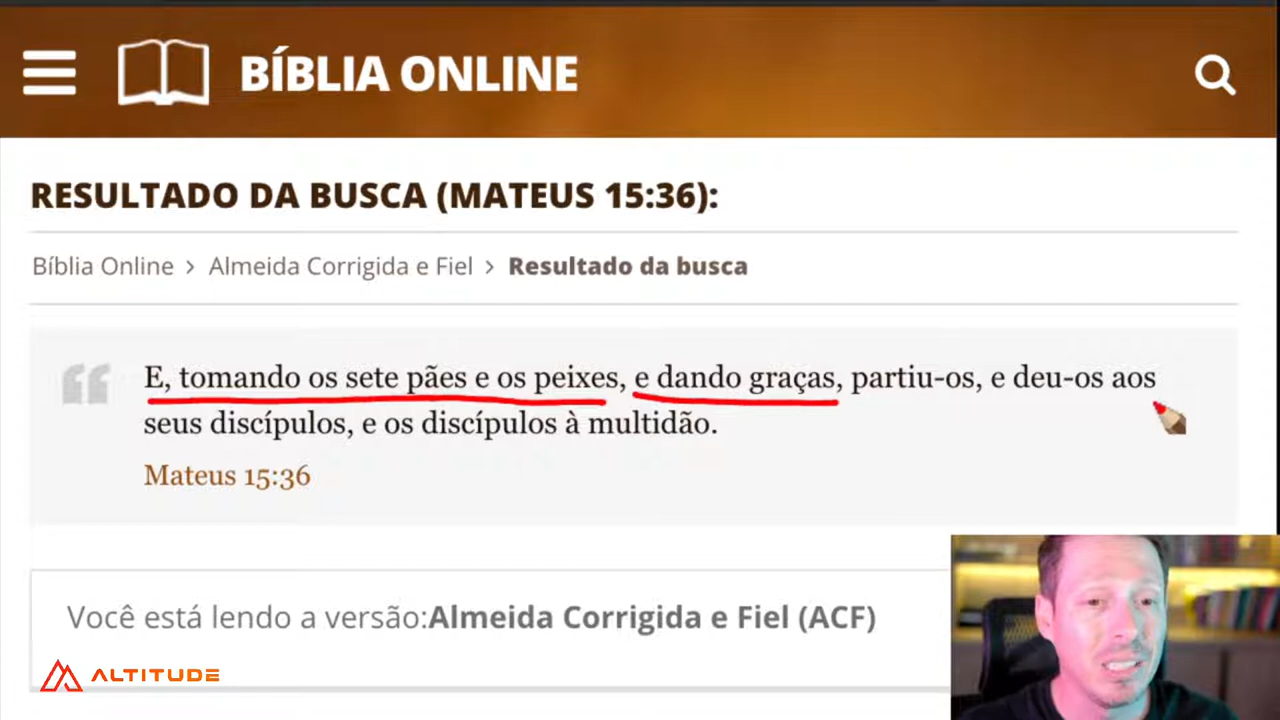 BÍBLIA ONLINE
RESULTADO DA BUSCA (MATEUS 15:36):
Bíblia Online > Almeida Corrigida e Fiel > Resultado da busca
E, tomando os sete pães e os peixes, e dando graças, partiu-os, e deu-os aos
seus discípulos, e os discípulos à multidão.
Mateus 15:36
Você está lendo a versão:Almeida Corrigida e Fiel (ACF)
ALTITUDE